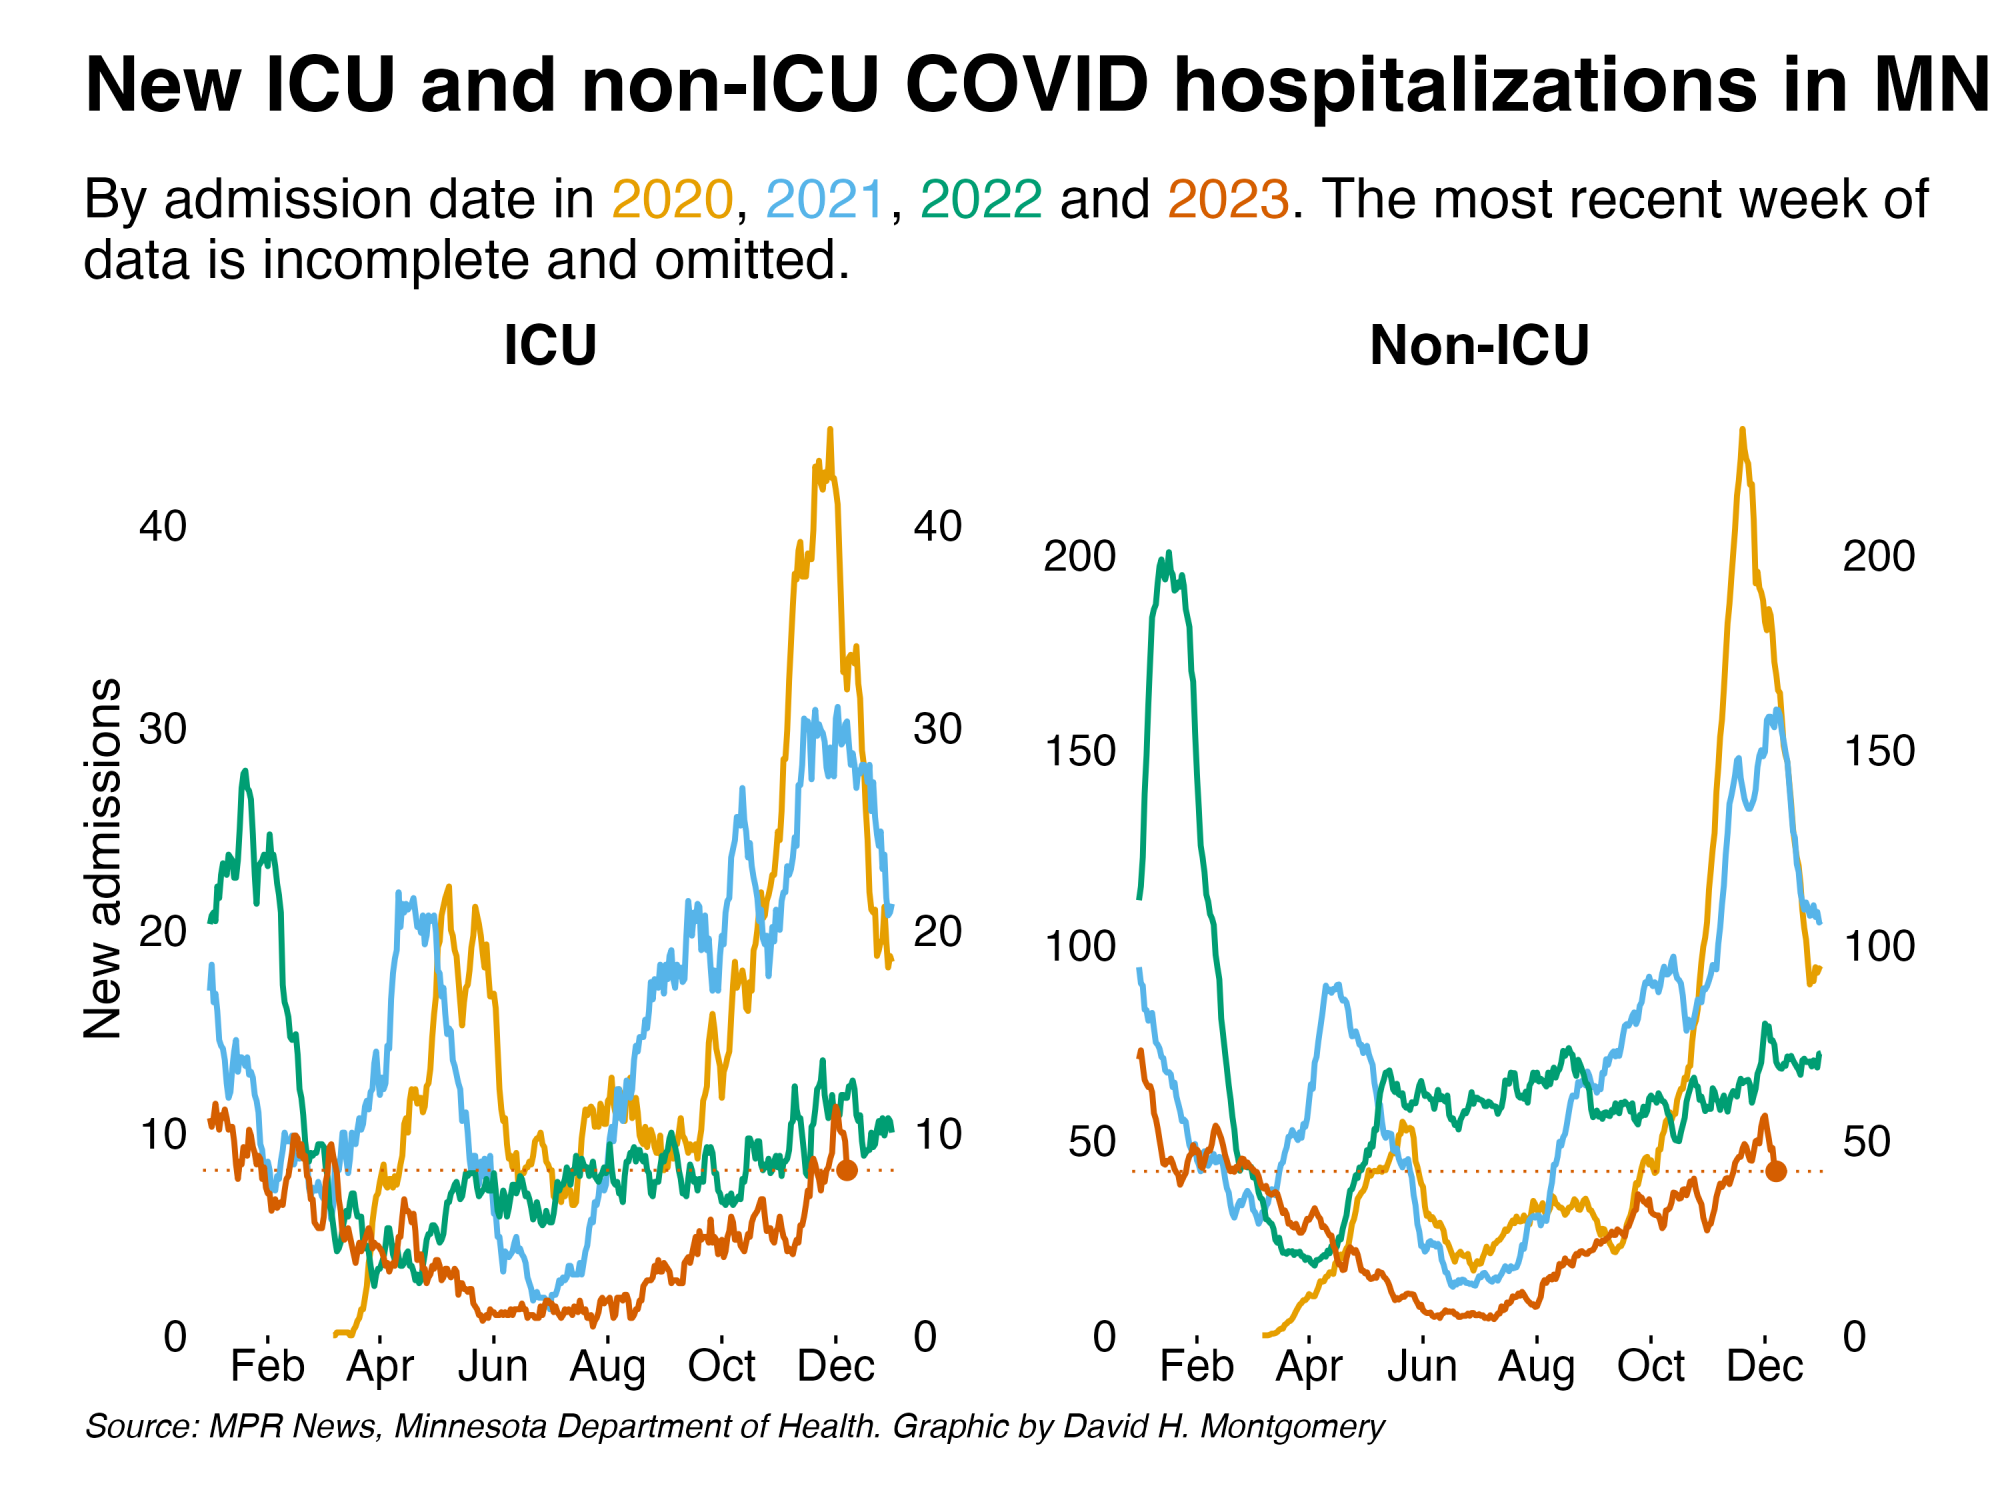 New ICU and non-ICU COVID hospitalizations in MN
By admission date in 2020, 2021, 2022 and 2023. The most recent week of
data is incomplete and omitted.
ICU
Non-ICU
New admissions
40
30
20
10
0
40
30
20
10
0
Feb Apr Jun Aug Oct Dec
200
150
100
50
0
200
150
100
50
0
Feb Apr Jun Aug Oct Dec
Source: MPR News, Minnesota Department of Health. Graphic by David H. Montgomery